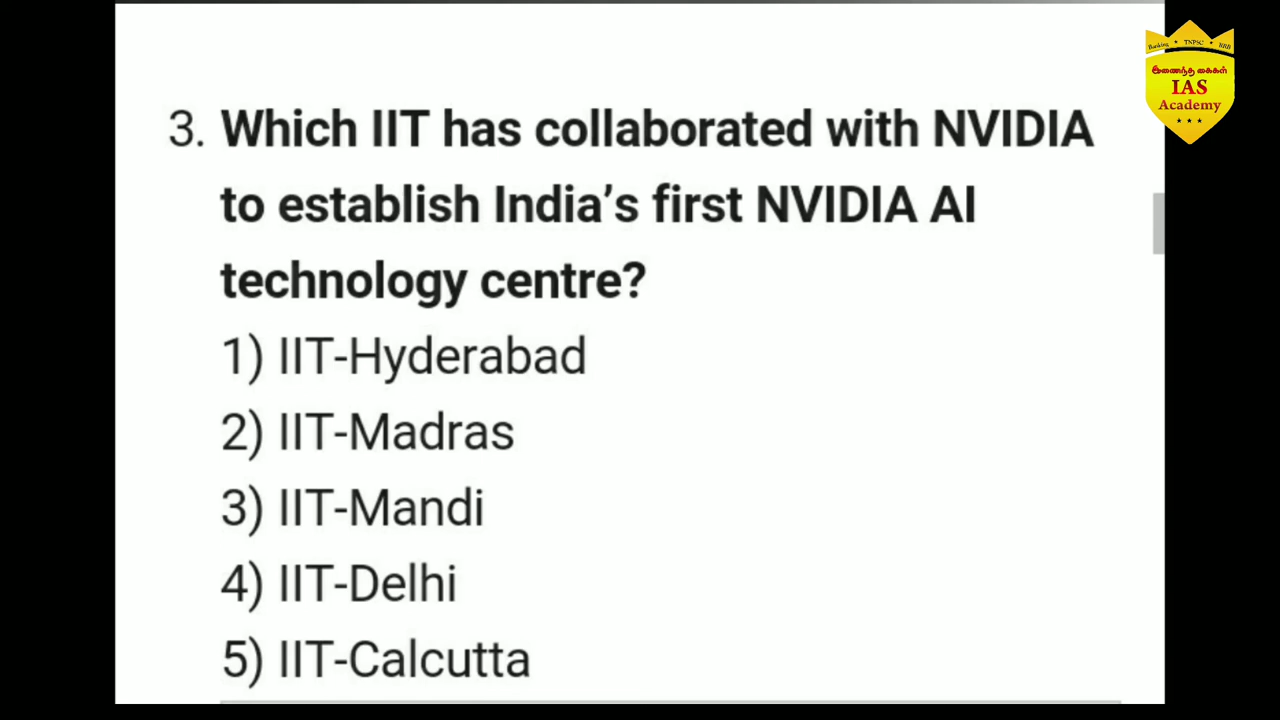 Banking ★ TNPSC ★ RRB
இணைந்த கைகள்
IAS
Academy
3. Which IIT has collaborated with NVIDIA
to establish India’s first NVIDIA AI
technology centre?
1) IIT-Hyderabad
2) IIT-Madras
3) IIT-Mandi
4) IIT-Delhi
5) IIT-Calcutta